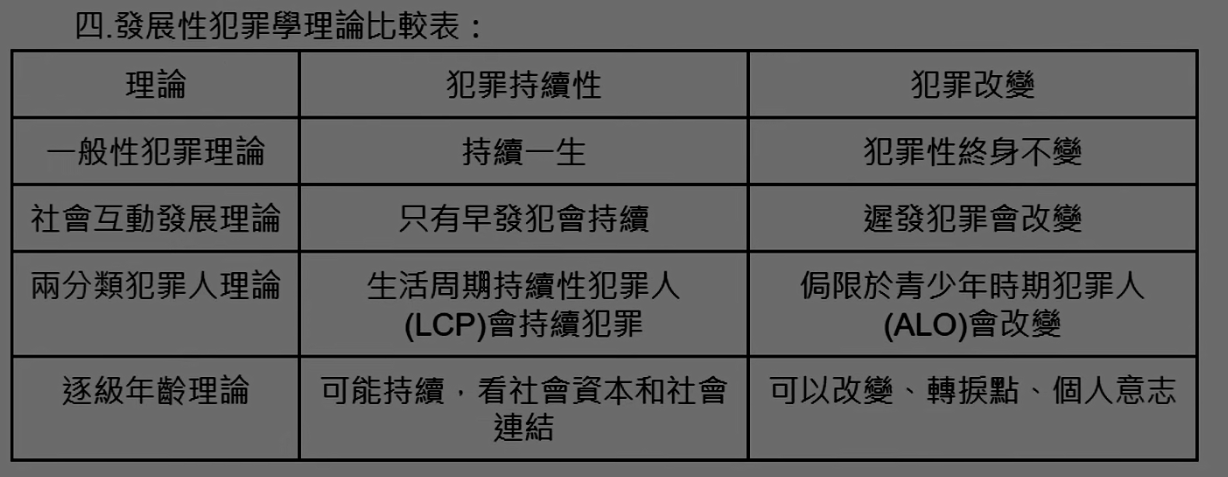 四.發展性犯罪學理論比較表：
理論 犯罪持續性 犯罪改變
一般性犯罪理論 持續一生 犯罪性終身不變
社會互動發展理論 只有早發犯會持續 遲發犯罪會改變
兩分類犯罪人理論 生活周期持續性犯罪人 侷限於青少年時期犯罪人
(LCP)會持續犯罪 (ALO)會改變
逐級年齡理論 可能持續，看社會資本和社會 可以改變、轉捩點、個人意志
連結